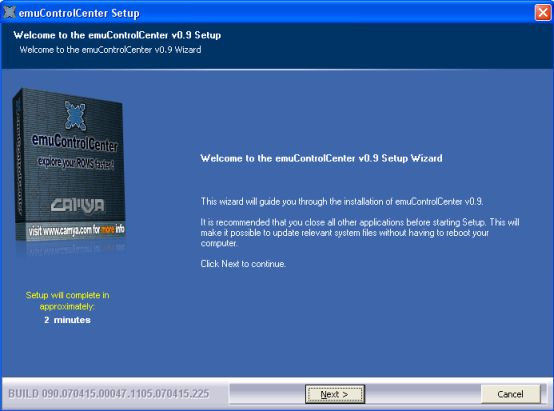 emuControlCenter Setup
Welcome to the emuControlCenter v0.9 Setup
Welcome to the emuControlCenter v0.9 Wizard
emuControlCenter
explore your ROMS faster!
CAMYA
visit www.camya.com for more info
Setup will complete in
approximately:
2 minutes
Welcome to the emuControlCenter v0.9 Setup Wizard
This wizard will guide you through the installation of emuControlCenter v0.9.
It is recommended that you close all other applications before starting Setup. This will
make it possible to update relevant system files without having to reboot your
computer.
Click Next to continue.
BUILD 090.070415.00047.1105.070415.225
Next >
Cancel